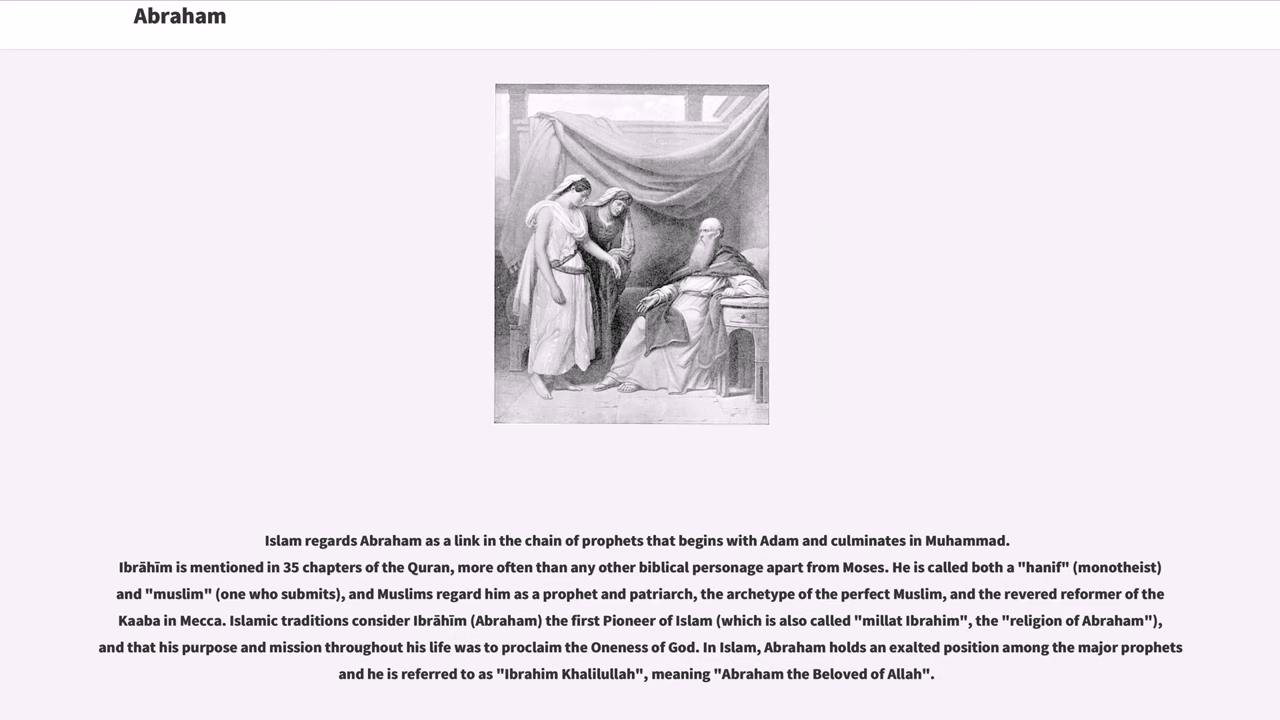 Abraham
Islam regards Abraham as a link in the chain of prophets that begins with Adam and culminates in Muhammad.
Ibrāhīm is mentioned in 35 chapters of the Quran, more often than any other biblical personage apart from Moses. He is called both a "hanif" (monotheist)
and "muslim" (one who submits), and Muslims regard him as a prophet and patriarch, the archetype of the perfect Muslim, and the revered reformer of the
Kaaba in Mecca. Islamic traditions consider Ibrāhīm (Abraham) the first Pioneer of Islam (which is also called "millat Ibrahim", the "religion of Abraham"),
and that his purpose and mission throughout his life was to proclaim the Oneness of God. In Islam, Abraham holds an exalted position among the major prophets
and he is referred to as "Ibrahim Khalilullah", meaning "Abraham the Beloved of Allah".